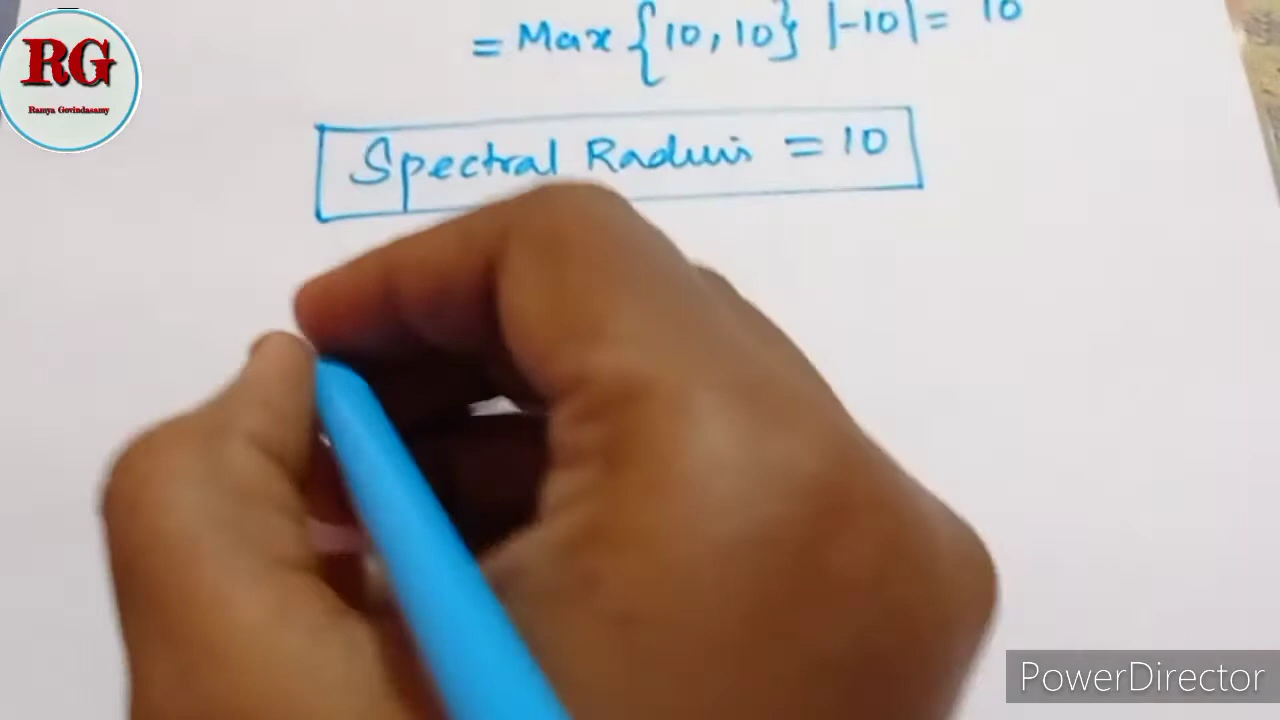 RG
Ramya Govindasamy
= Max {10, 10} |-10| = 10
Spectral Radius = 10
PowerDirector